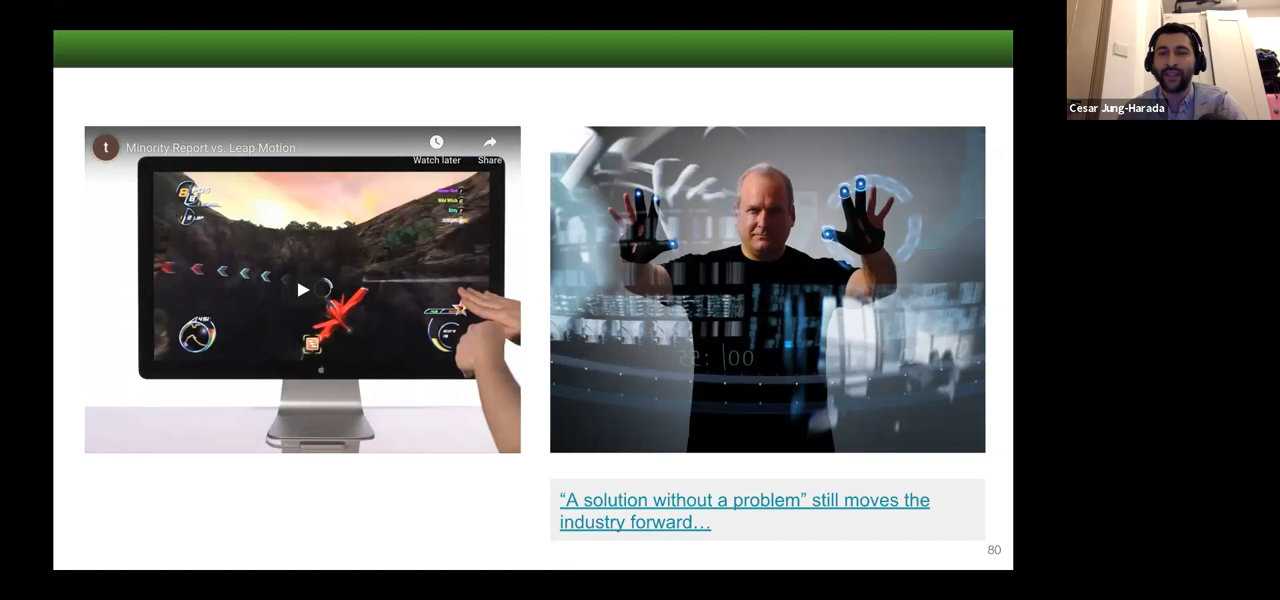 t
Minority Report vs. Leap Motion
Watch later
Share
Cesar Jung-Harada
“A solution without a problem” still moves the
industry forward…
80